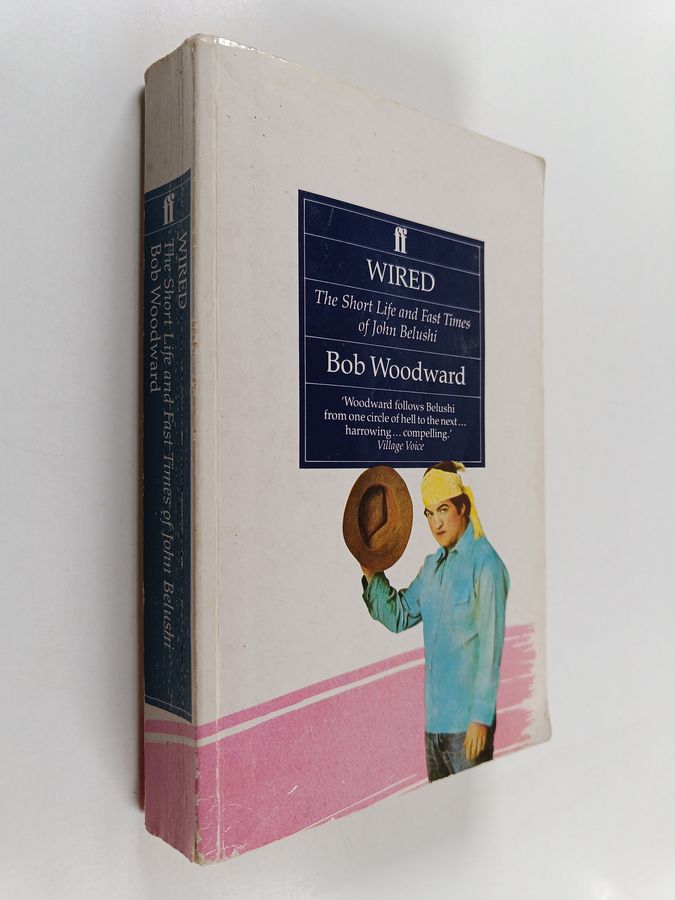 ff
WIRED
The Short Life and Fast Times
of John Belushi
Bob Woodward
'Woodward follows Belushi
from one circle of hell to the next...
harrowing... compelling.'
Village Voice
ff
WIRED
The Short Life and Fast Times of John Belushi
Bob Woodward